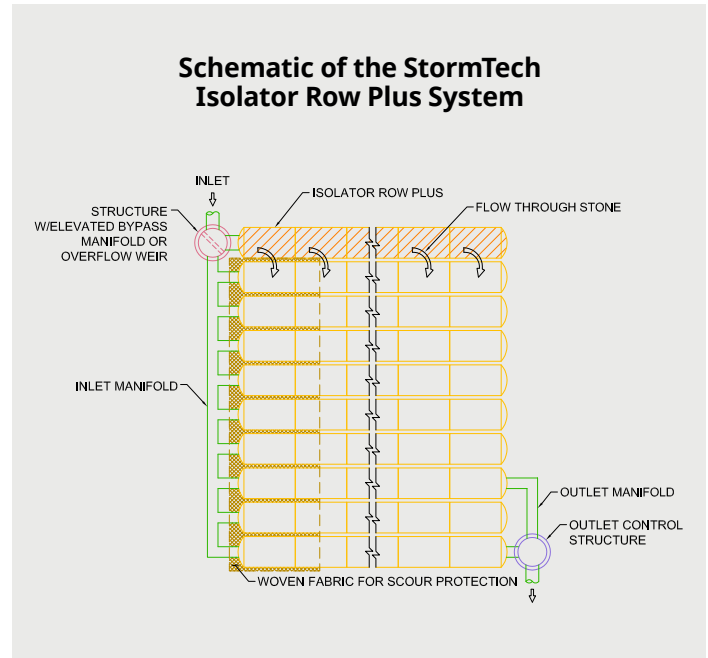 Schematic of the StormTech
Isolator Row Plus System
INLET
ISOLATOR ROW PLUS
STRUCTURE
W/ELEVATED BYPASS
MANIFOLD OR
OVERFLOW WEIR
FLOW THROUGH STONE
INLET MANIFOLD
OUTLET MANIFOLD
OUTLET CONTROL
STRUCTURE
WOVEN FABRIC FOR SCOUR PROTECTION